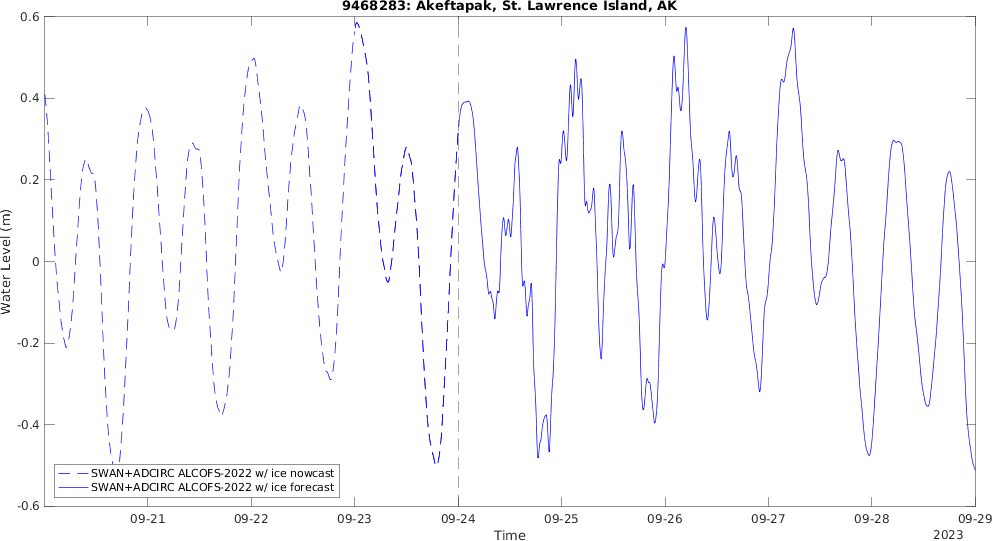 9468283: Akeftapak, St. Lawrence Island, AK
0.6
0.4
0.2
0
-0.2
-0.4
-0.6
Water Level (m)
SWAN+ADCIRC ALCOFS-2022 w/ ice nowcast
SWAN+ADCIRC ALCOFS-2022 w/ ice forecast
09-21 09-22 09-23 09-24 09-25 09-26 09-27 09-28 09-29
Time
2023